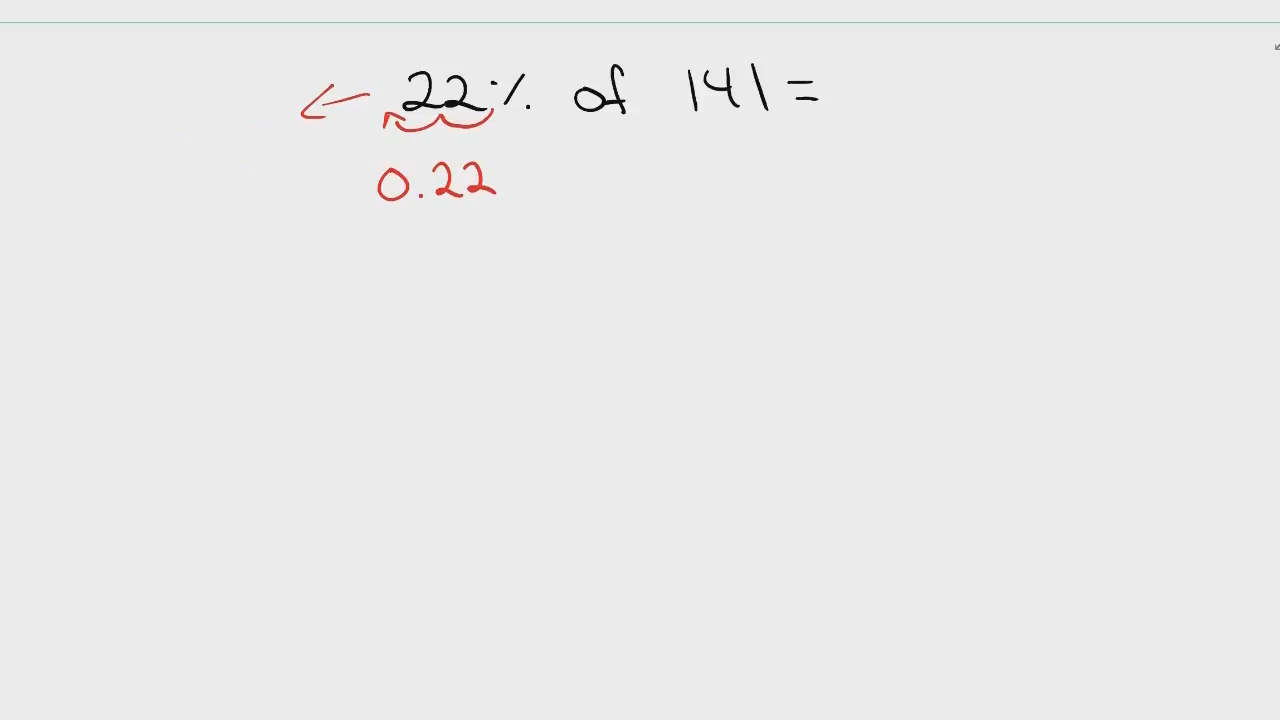 22% of 141 =
0.22